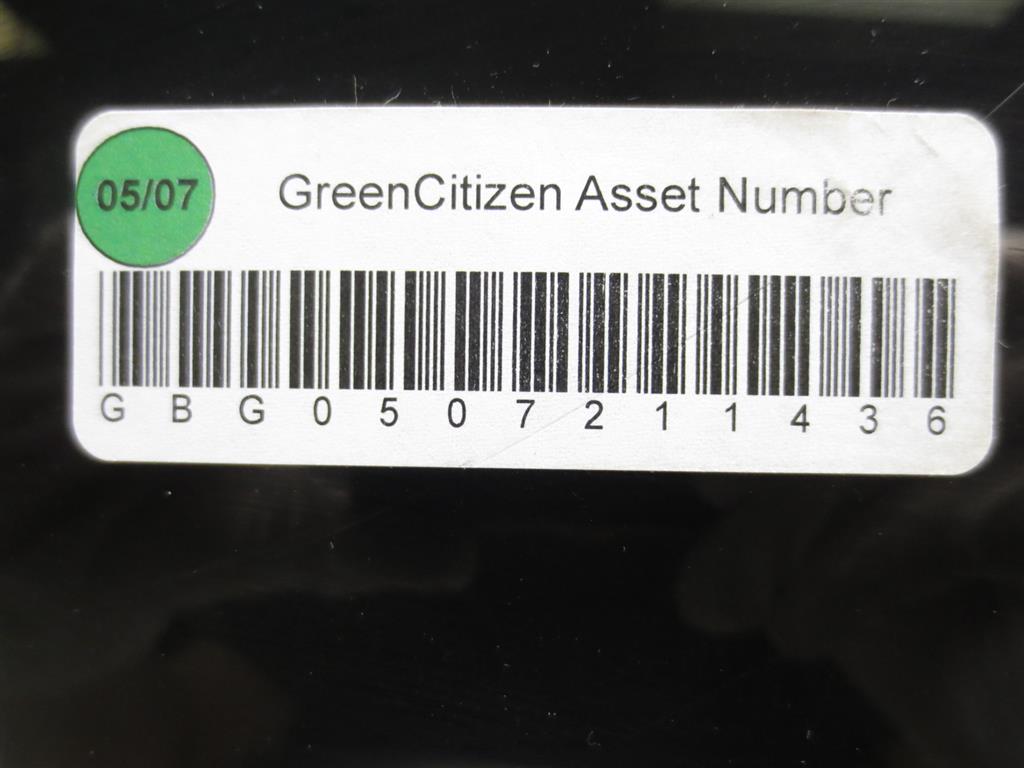 05/07
GreenCitizen Asset Number
G B G 0 5 0 7 2 1 1 4 3 6